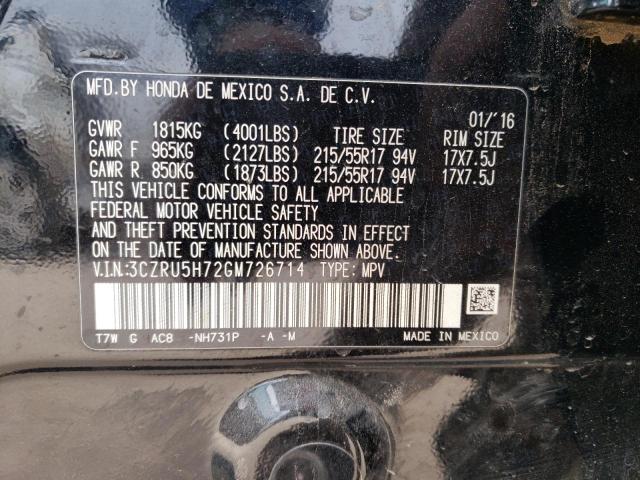 MFD.BY HONDA DE MEXICO S.A. DE C.V.
01/'16
GVWR 1815KG (4001LBS) TIRE SIZE RIM SIZE
GAWR F 965KG (2127LBS) 215/55R17 94V 17X7.5J
GAWR R 850KG (1873LBS) 215/55R17 94V 17X7.5J
THIS VEHICLE CONFORMS TO ALL APPLICABLE
FEDERAL MOTOR VEHICLE SAFETY
AND THEFT PREVENTION STANDARDS IN EFFECT
ON THE DATE OF MANUFACTURE SHOWN ABOVE.
V.I.N:3CZRU5H72GM726714 TYPE: MPV
T7W G AC8 -NH731P -A -M MADE IN MEXICO